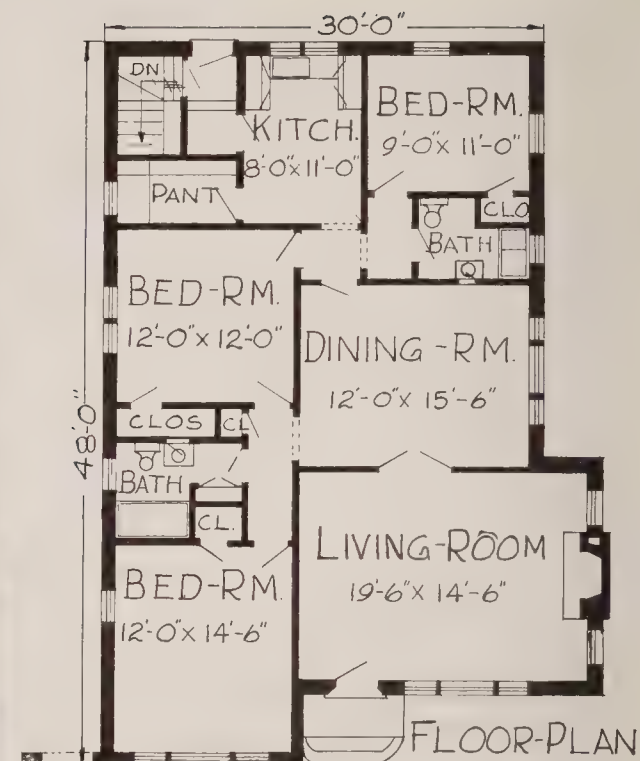 30'-0"
DN
KITCH.
8'-0"x11'-0"
BED-RM.
9'-0"x 11'-0"
PANT
CLO
BATH
BED-RM.
12'-0"x 12'-0"
DINING-RM.
12'-0"x 15'-6"
48'-0"
CLOS
CL
BATH
CL.
LIVING-ROOM
19'-6"x 14'-6"
BED-RM.
12'-0"x 14'-6"
FLOOR-PLAN